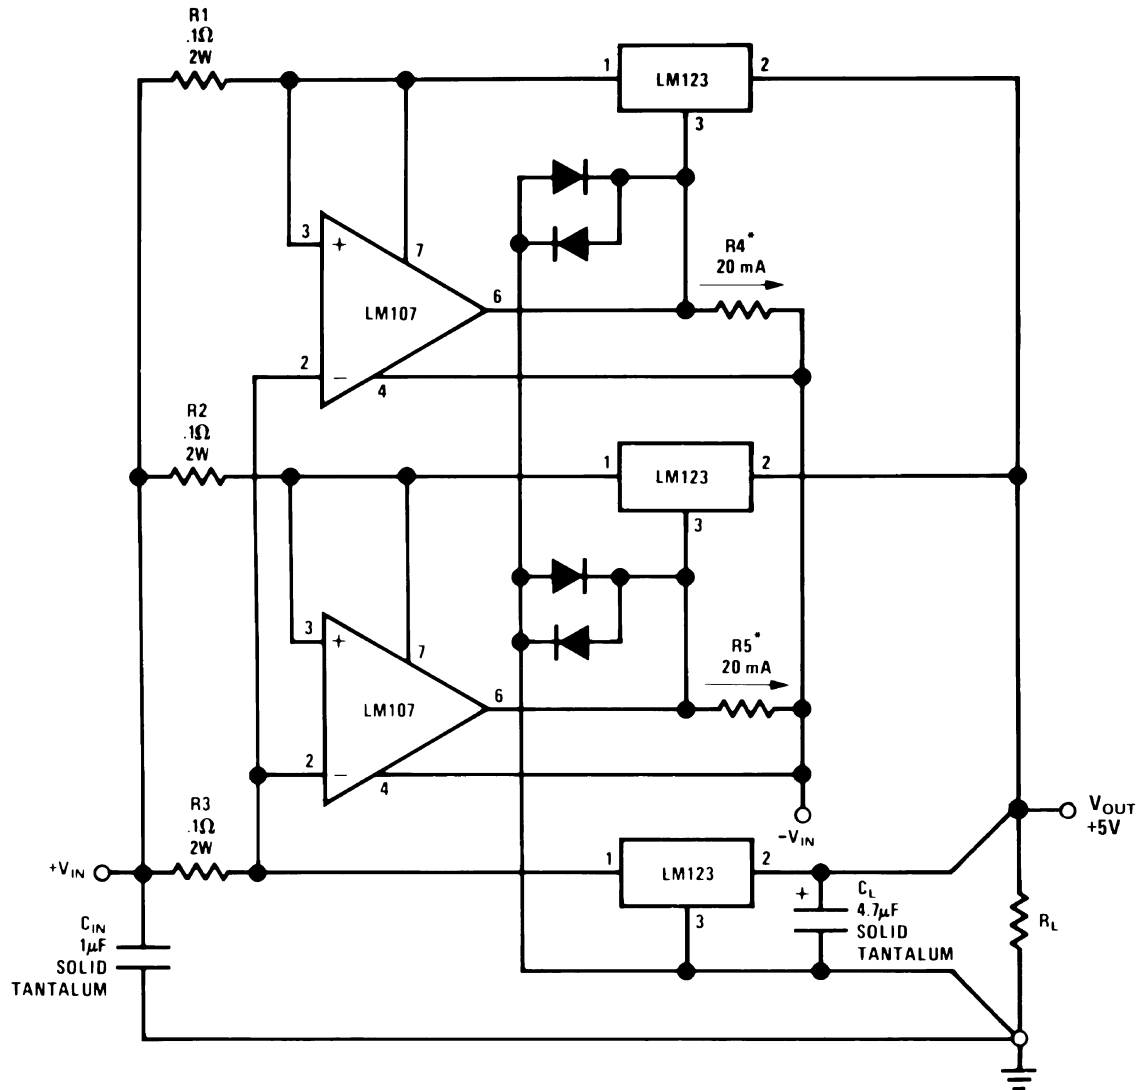 R1
.1Ω
2W
1
LM123
2
3
3
+
7
R4*
20 mA
LM107
6
2
−
4
R2
.1Ω
2W
1
LM123
2
3
3
+
7
R5*
20 mA
LM107
6
2
−
4
R3
.1Ω
2W
−VIN
VOUT
+5V
+VIN
1
LM123
2
3
+
CL
4.7μF
SOLID
TANTALUM
RL
CIN
1μF
SOLID
TANTALUM